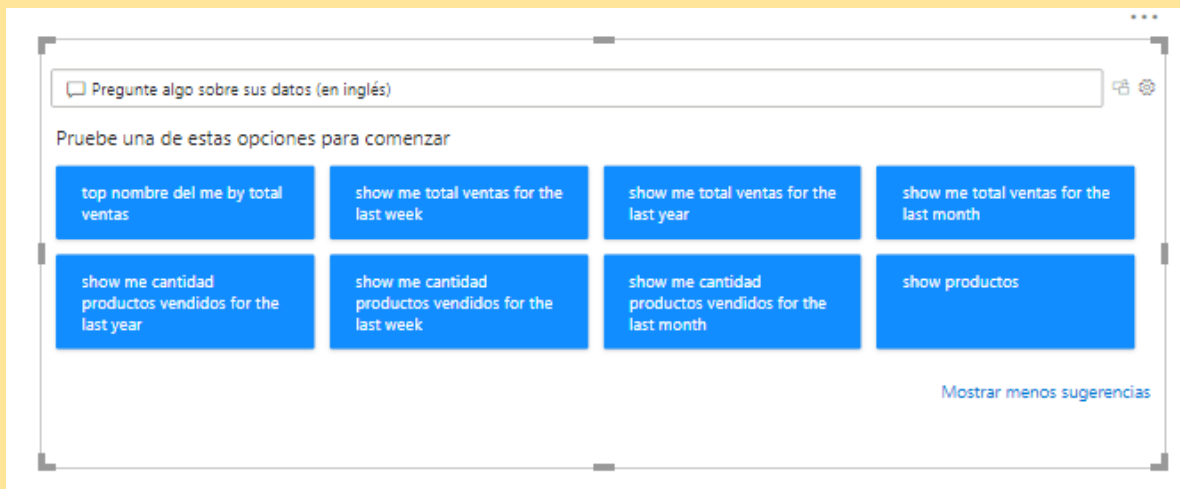 Pregunte algo sobre sus datos (en inglés)
Pruebe una de estas opciones para comenzar
top nombre del me by total
ventas
show me total ventas for the
last week
show me total ventas for the
last year
show me total ventas for the
last month
show me cantidad
productos vendidos for the
last year
show me cantidad
productos vendidos for the
last week
show me cantidad
productos vendidos for the
last month
show productos
Mostrar menos sugerencias